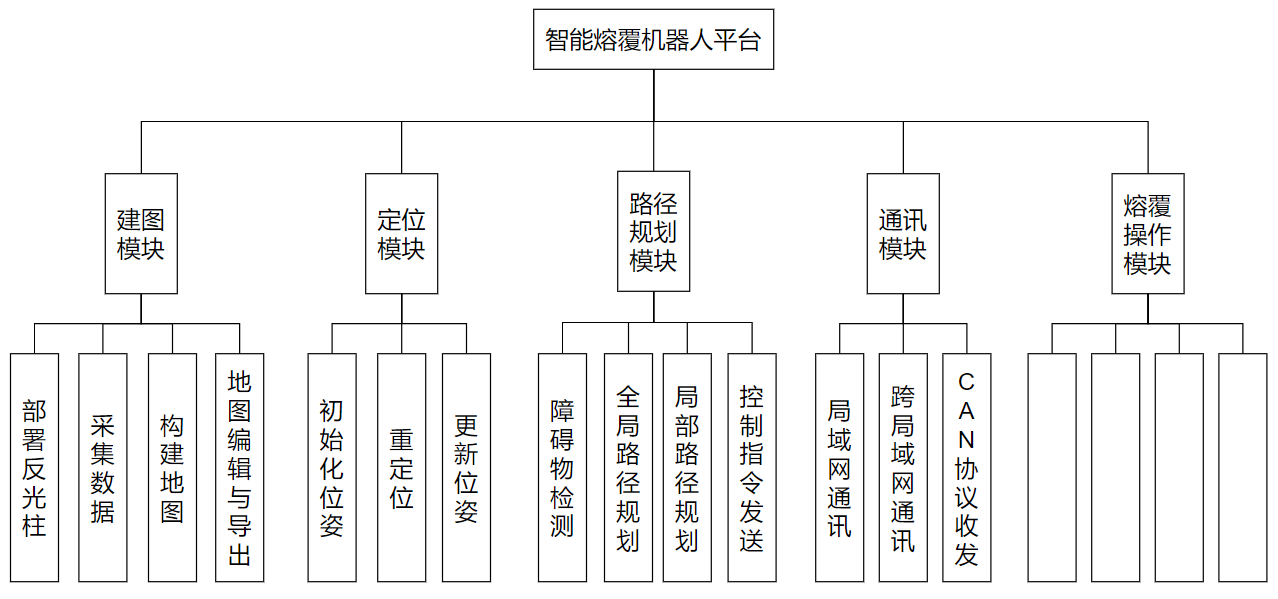 智能熔覆机器人平台
建图
模块
定位
模块
路径
规划
模块
通讯
模块
熔覆
操作
模块
部署反光柱
采集数据
构建地图
地图编辑与导出
初始化位姿
重定位
更新位姿
障碍物检测
全局路径规划
局部路径规划
控制指令发送
局域网通讯
跨局域网通讯
CAN协议收发